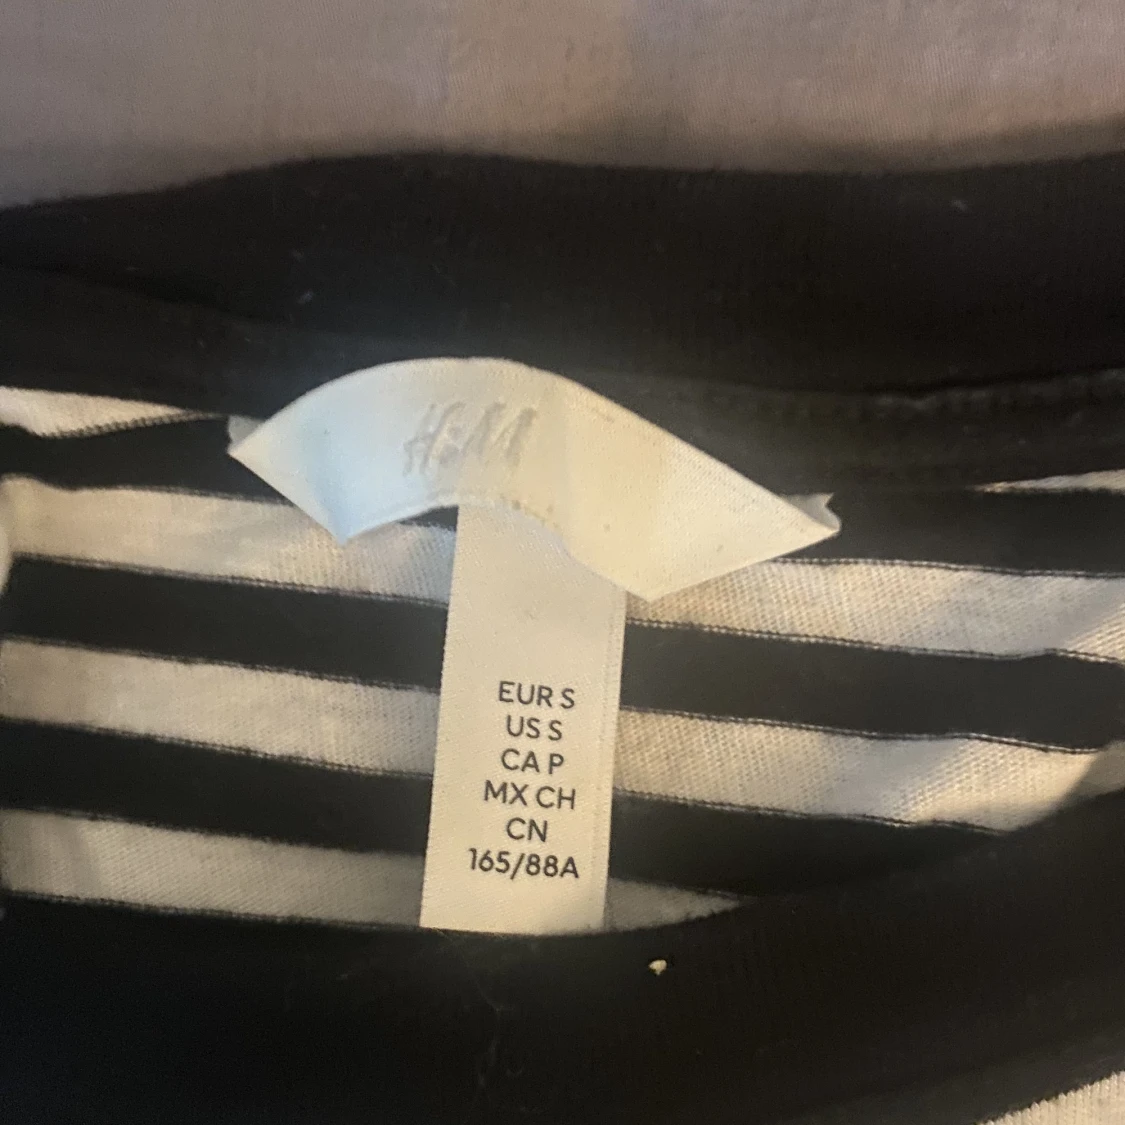 H&M
EUR S
US S
CA P
MX CH
CN
165/88A